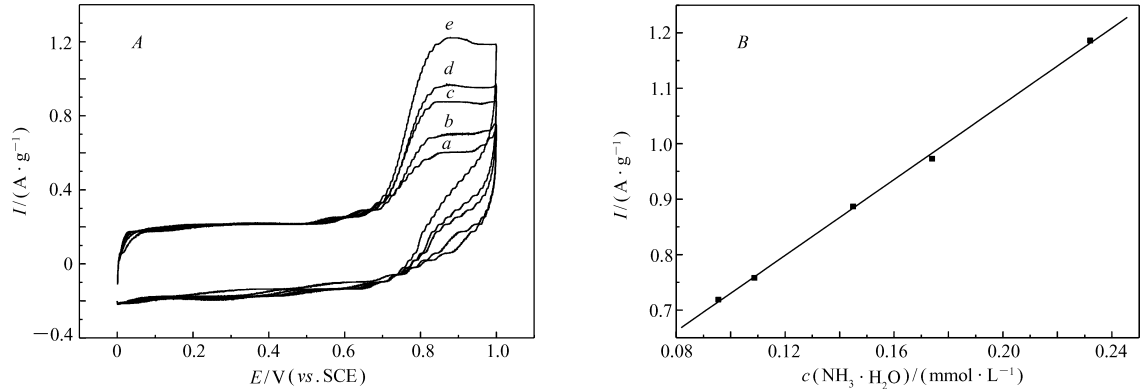 A
e
d
c
b
a
1.2
0.8
0.4
0
−0.4
I/(A·g⁻¹)
0
0.2
0.4
0.6
0.8
1.0
E/V(vs.SCE)
B
1.2
1.1
1.0
0.9
0.8
0.7
I/(A·g⁻¹)
0.08
0.12
0.16
0.20
0.24
c(NH₃·H₂O)/(mmol·L⁻¹)